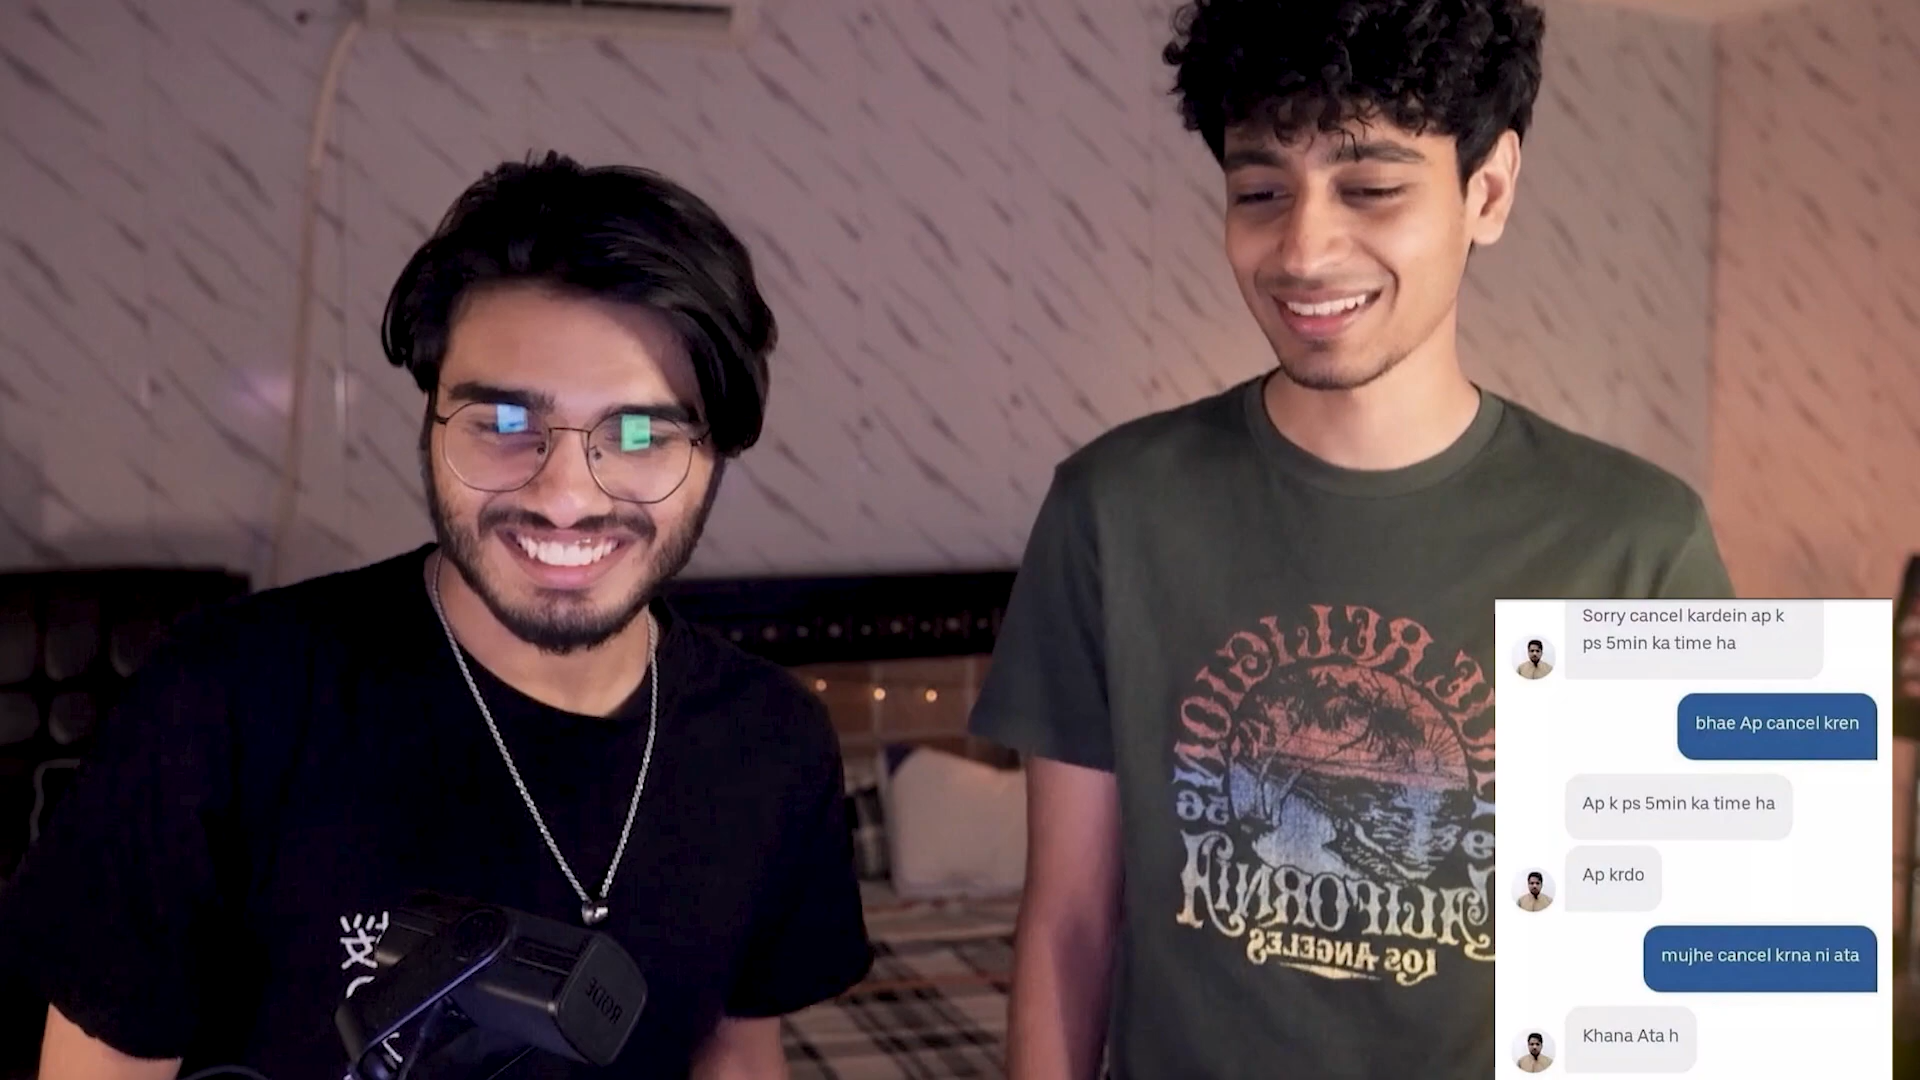 Sorry cancel kardein ap k
ps 5min ka time ha
bhae Ap cancel kren
Ap k ps 5min ka time ha
Ap krdo
mujhe cancel krna ni ata
Khana Ata h
RELIGION
56
CALIFORNIA
LOS ANGELES
RODE